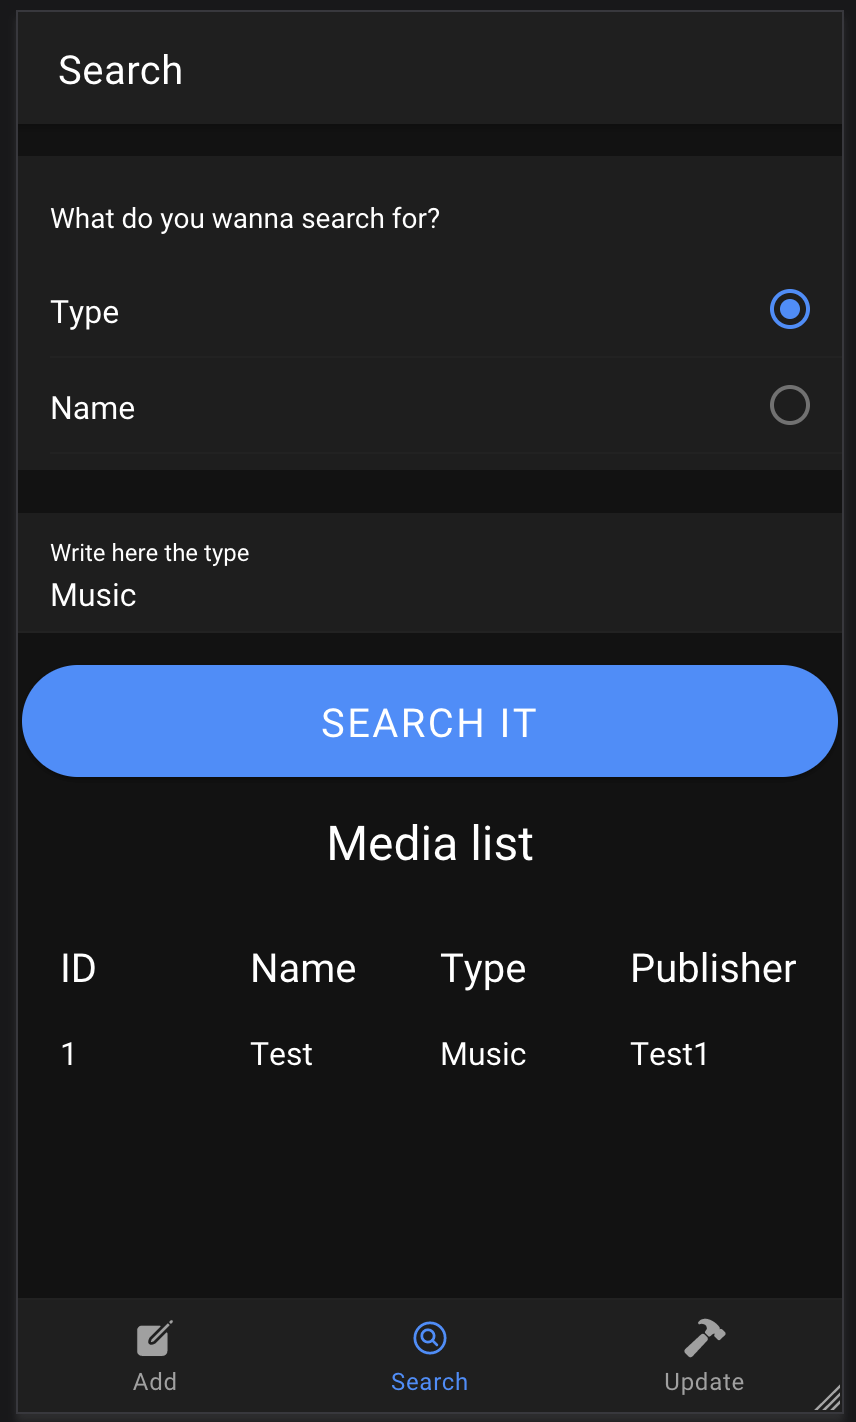 Search
What do you wanna search for?
Type
Name
Write here the type
Music
SEARCH IT
Media list
ID Name Type Publisher
1 Test Music Test1
Add Search Update